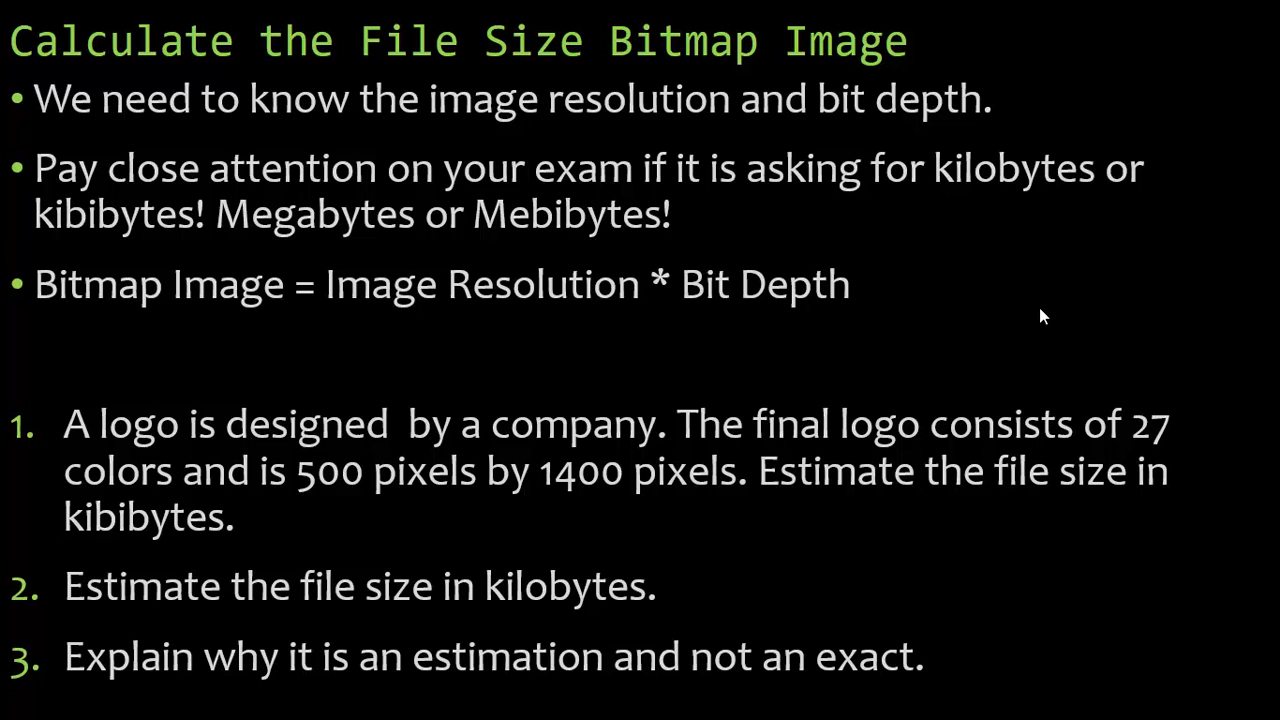 Calculate the File Size Bitmap Image
• We need to know the image resolution and bit depth.
• Pay close attention on your exam if it is asking for kilobytes or
kibibytes! Megabytes or Mebibytes!
• Bitmap Image = Image Resolution * Bit Depth
1. A logo is designed  by a company. The final logo consists of 27
colors and is 500 pixels by 1400 pixels. Estimate the file size in
kibibytes.
2. Estimate the file size in kilobytes.
3. Explain why it is an estimation and not an exact.